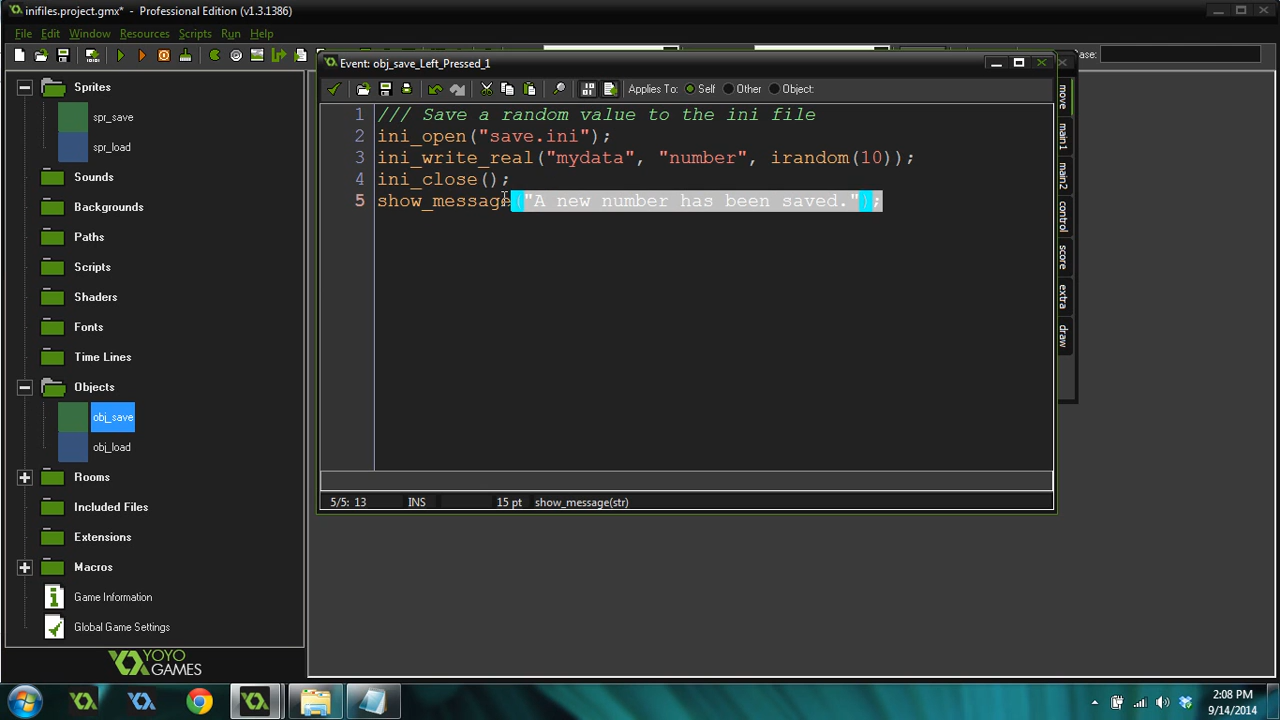 inifiles.project.gmx* - Professional Edition (v1.3.1386)
File Edit Window Resources Scripts Run Help
Event: obj_save_Left_Pressed_1
Applies To: Self Other Object:
1 /// Save a random value to the ini file
2 ini_open("save.ini");
3 ini_write_real("mydata", "number", irandom(10));
4 ini_close();
5 show_message("A new number has been saved.");
5/5: 13 INS 15 pt show_message(str)
move
main1
main2
control
score
extra
draw
Sprites
spr_save
spr_load
Sounds
Backgrounds
Paths
Scripts
Shaders
Fonts
Time Lines
Objects
obj_save
obj_load
Rooms
Included Files
Extensions
Macros
Game Information
Global Game Settings
YOYO
GAMES
2:08 PM
9/14/2014